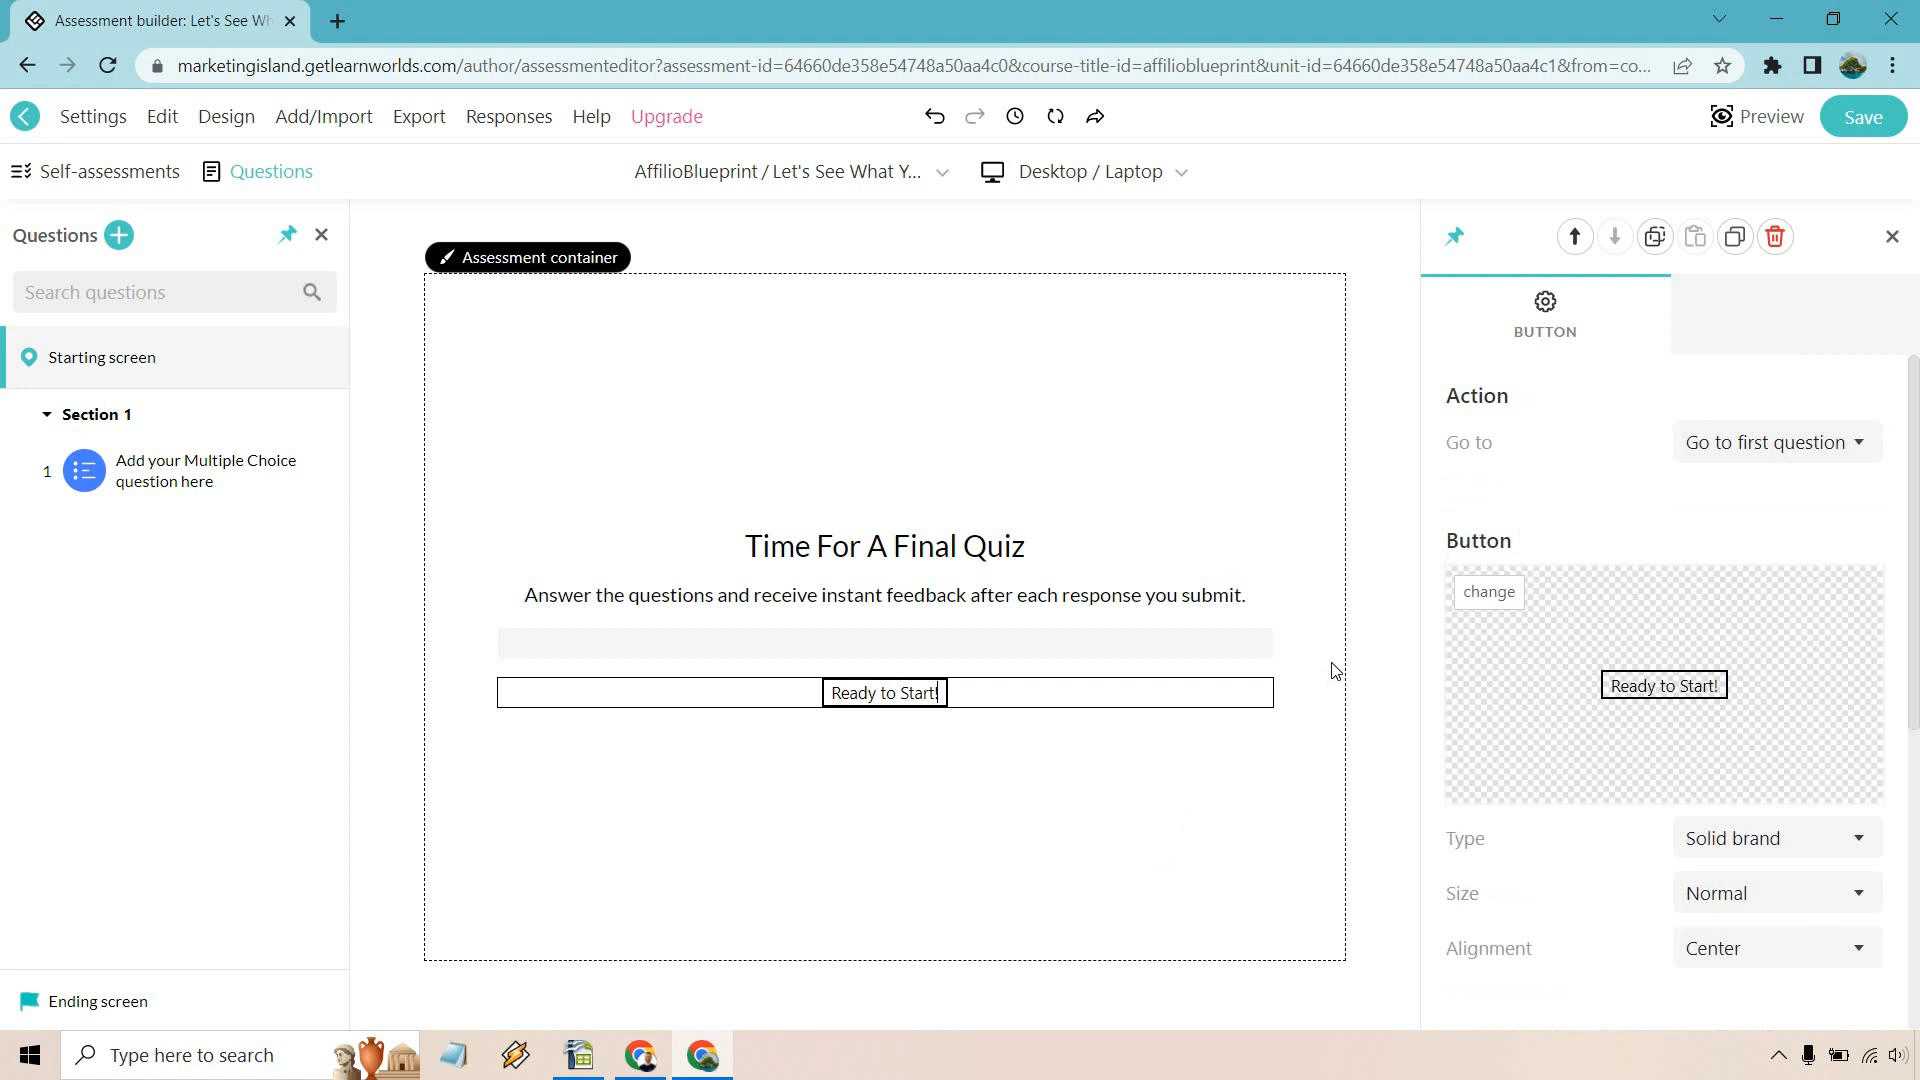 Assessment builder: Let's See Wh
marketingisland.getlearnworlds.com/author/assessmenteditor?assessment-id=64660de358e54748a50aa4c0&course-title-id=affilioblueprint&unit-id=64660de358e54748a50aa4c1&from=co...
Settings Edit Design Add/Import Export Responses Help Upgrade Preview Save
Self-assessments Questions AffilioBlueprint / Let's See What Y... Desktop / Laptop
Questions
Search questions
Starting screen
Section 1
1 Add your Multiple Choice
question here
Ending screen
Assessment container
Time For A Final Quiz
Answer the questions and receive instant feedback after each response you submit.
Ready to Start!
BUTTON
Action
Go to Go to first question
Button
change
Ready to Start!
Type Solid brand
Size Normal
Alignment Center
Type here to search